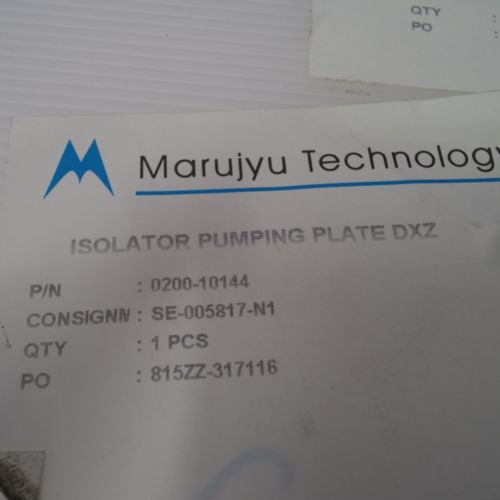 QTY :
PO :
Marujyu Technology
ISOLATOR PUMPING PLATE DXZ
P/N : 0200-10144
CONSIGNN : SE-005817-N1
QTY : 1 PCS
PO : 815ZZ-317116